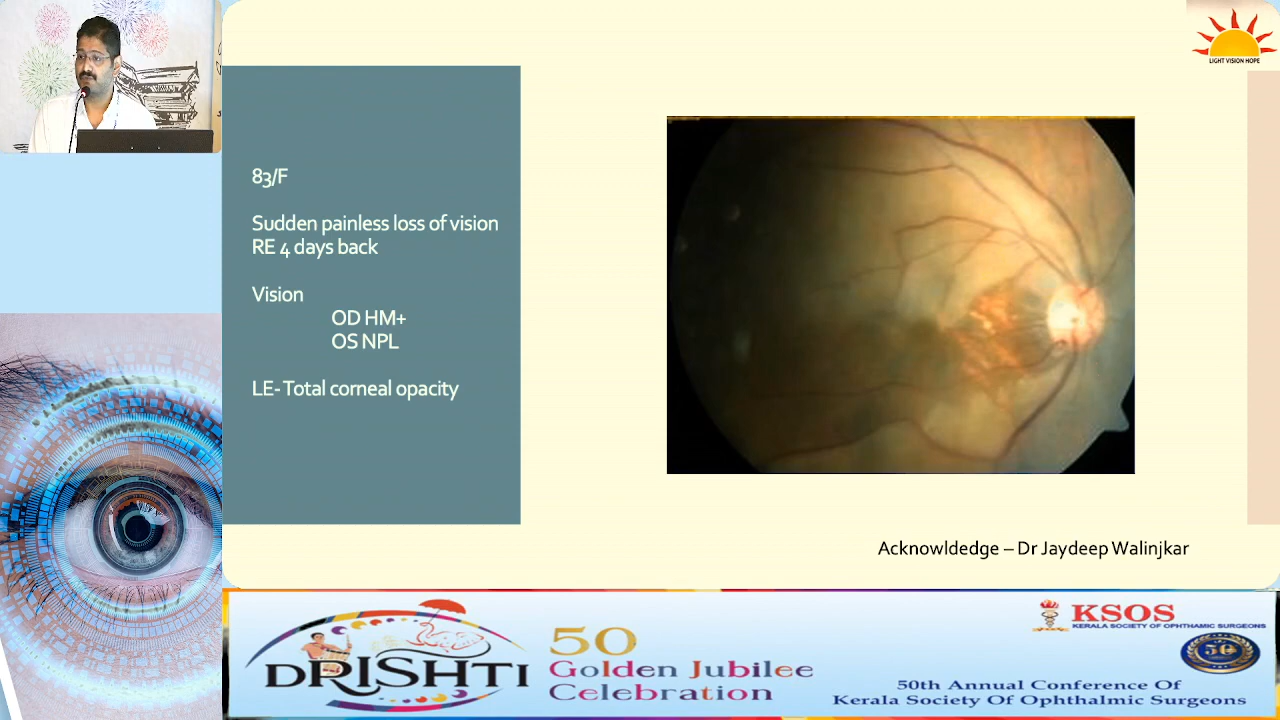 LIGHT VISION HOPE
83/F
Sudden painless loss of vision
RE 4 days back
Vision
OD HM+
OS NPL
LE- Total corneal opacity
Acknowldedge – Dr Jaydeep Walinjkar
DRISHTI
50
Golden Jubilee
Celebration
KSOS
KERALA SOCIETY OF OPHTHAMIC SURGEONS
50
50th Annual Conference Of
Kerala Society Of Ophthalmic Surgeons